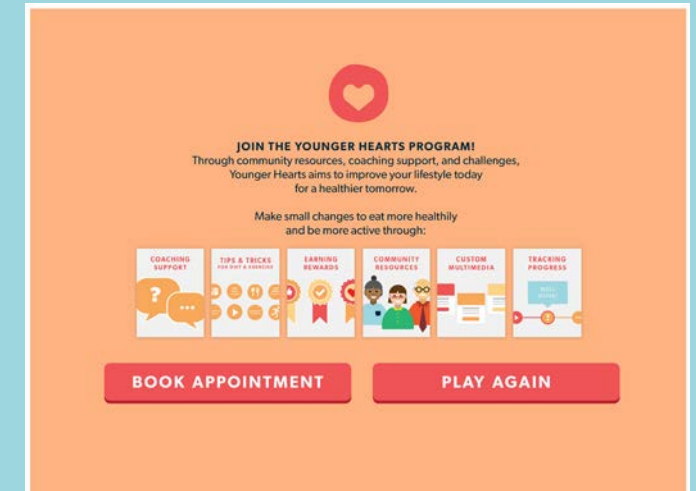 JOIN THE YOUNGER HEARTS PROGRAM!
Through community resources, coaching support, and challenges,
Younger Hearts aims to improve your lifestyle today
for a healthier tomorrow.
Make small changes to eat more healthily
and be more active through:
COACHING
SUPPORT
TIPS & TRICKS
FOR DIET & EXERCISE
EARNING
REWARDS
COMMUNITY
RESOURCES
CUSTOM
MULTIMEDIA
TRACKING
PROGRESS
BOOK APPOINTMENT
PLAY AGAIN